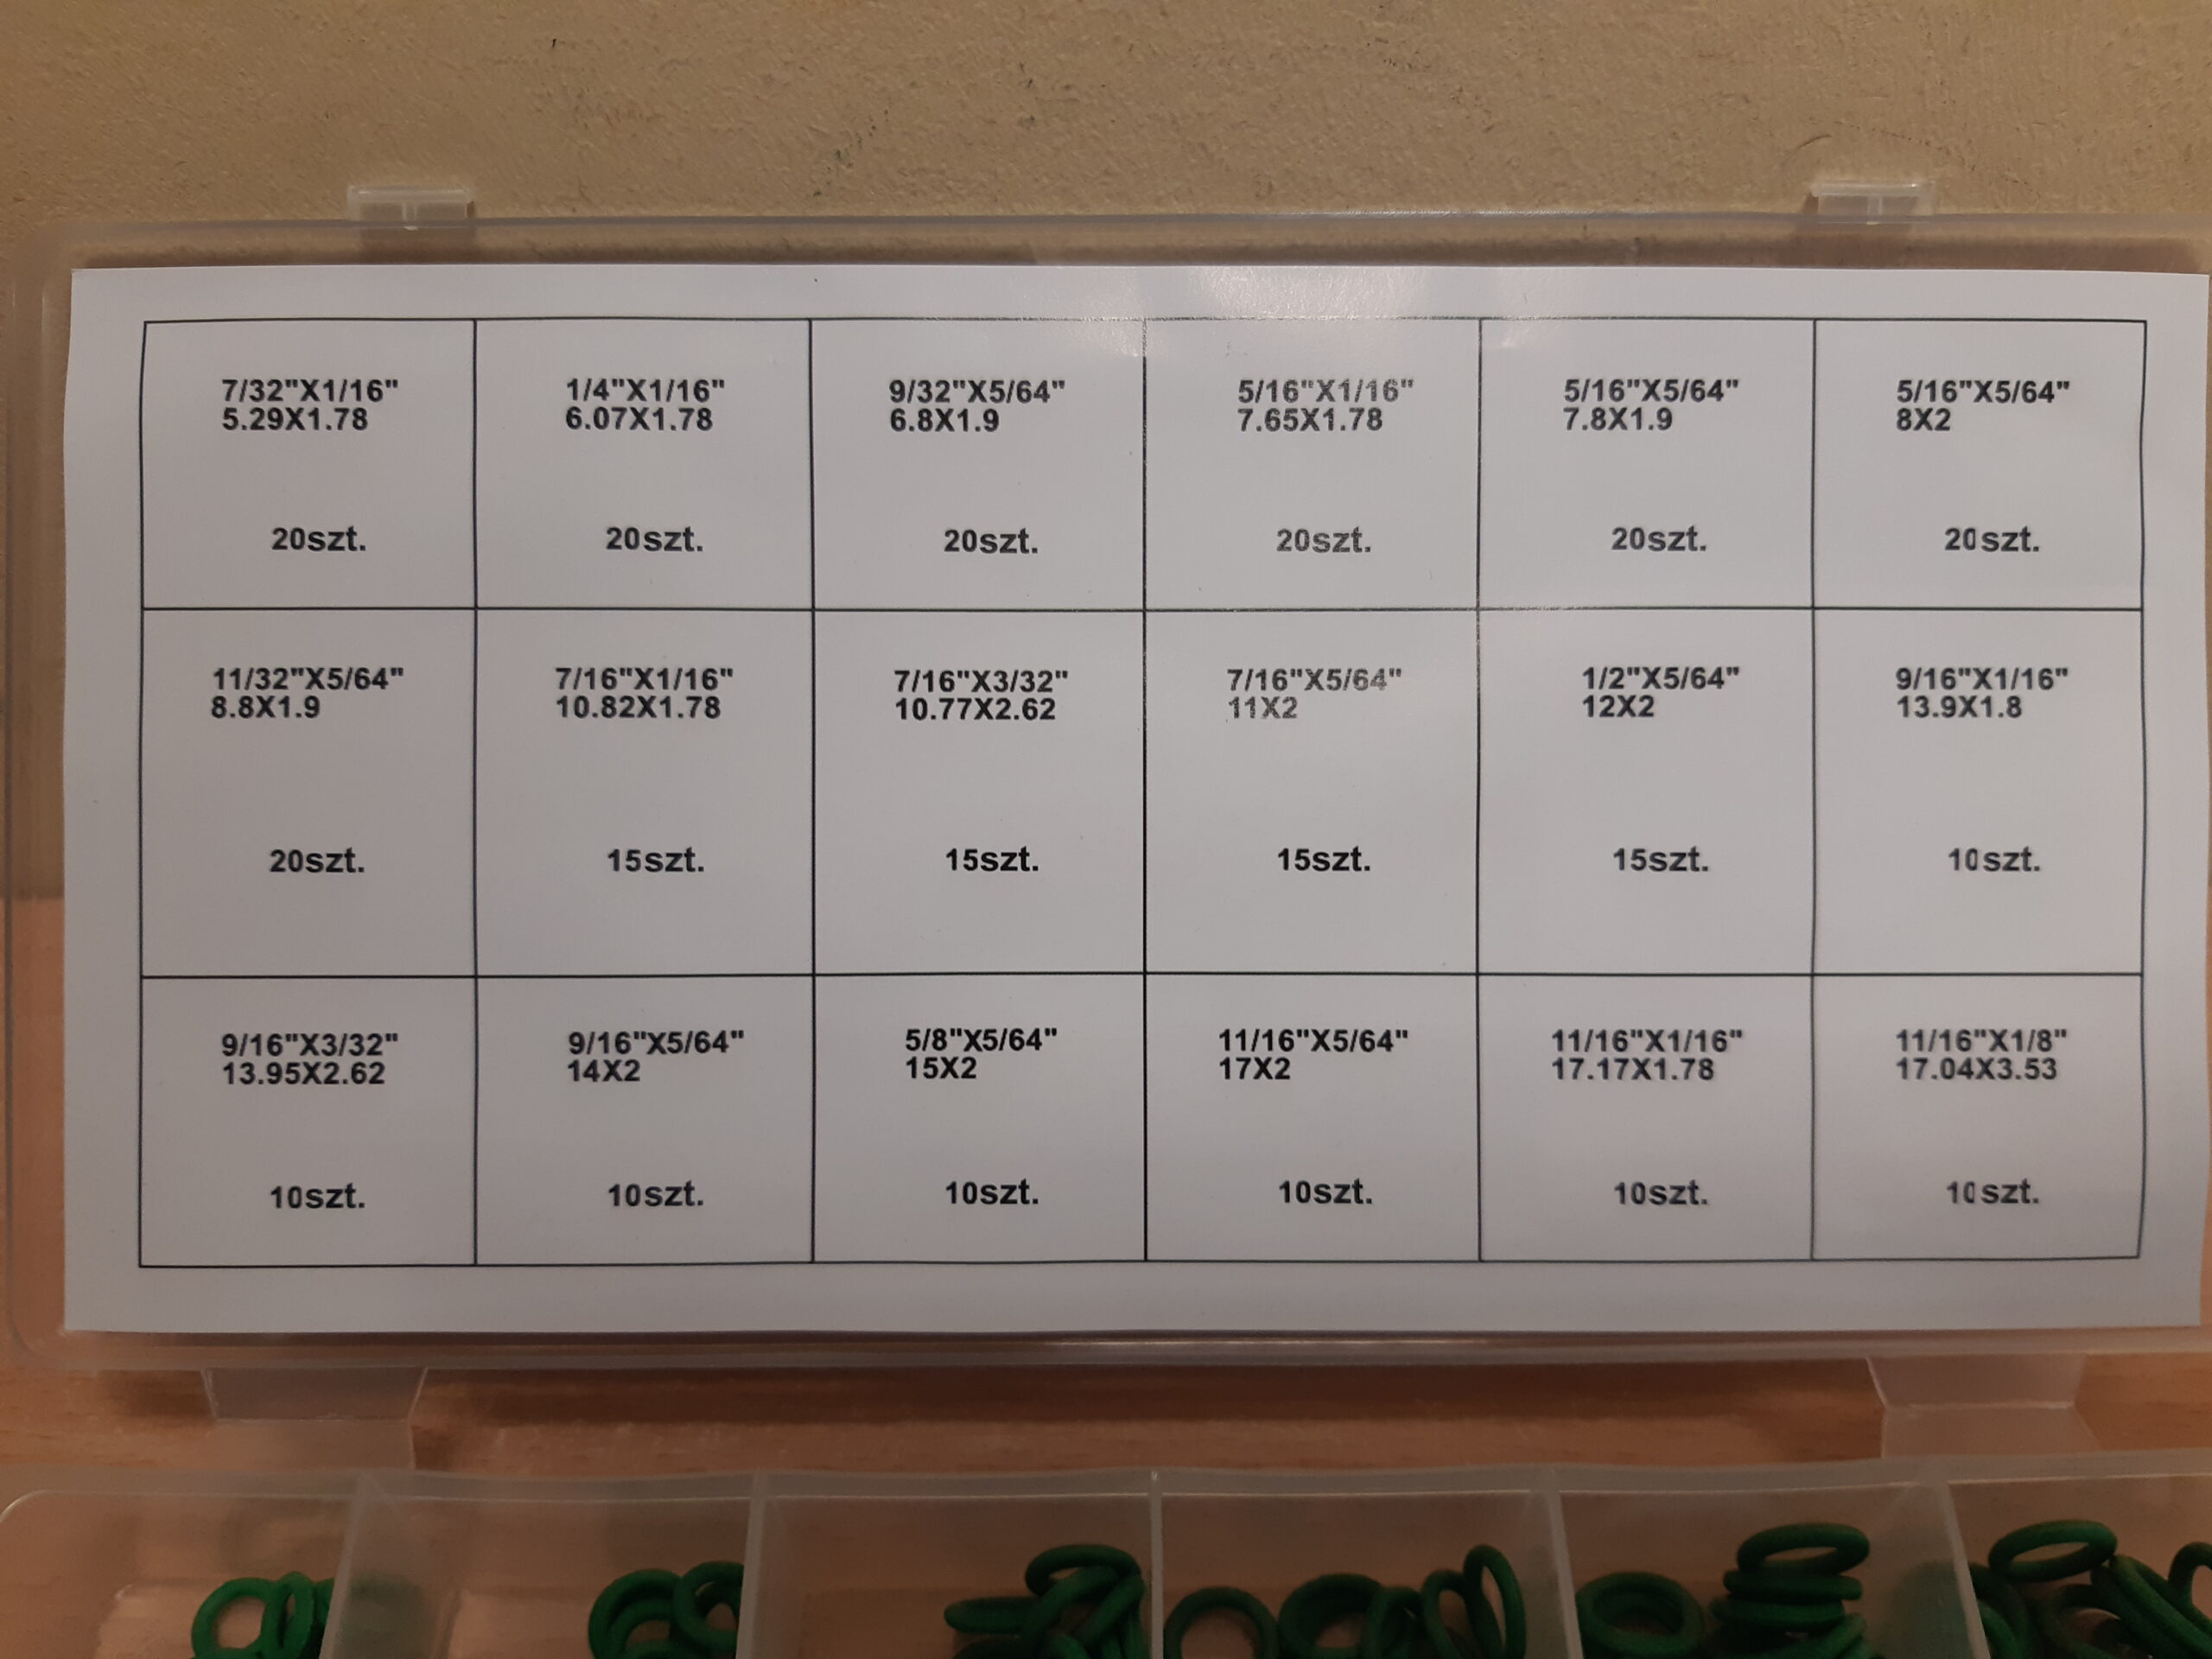 7/32"X1/16"
5.29X1.78
20szt.
1/4"X1/16"
6.07X1.78
20szt.
9/32"X5/64"
6.8X1.9
20szt.
5/16"X1/16"
7.65X1.78
20szt.
5/16"X5/64"
7.8X1.9
20szt.
5/16"X5/64"
8X2
20szt.
11/32"X5/64"
8.8X1.9
20szt.
7/16"X1/16"
10.82X1.78
15szt.
7/16"X3/32"
10.77X2.62
15szt.
7/16"X5/64"
11X2
15szt.
1/2"X5/64"
12X2
15szt.
9/16"X1/16"
13.9X1.8
10szt.
9/16"X3/32"
13.95X2.62
10szt.
9/16"X5/64"
14X2
10szt.
5/8"X5/64"
15X2
10szt.
11/16"X5/64"
17X2
10szt.
11/16"X1/16"
17.17X1.78
10szt.
11/16"X1/8"
17.04X3.53
10szt.